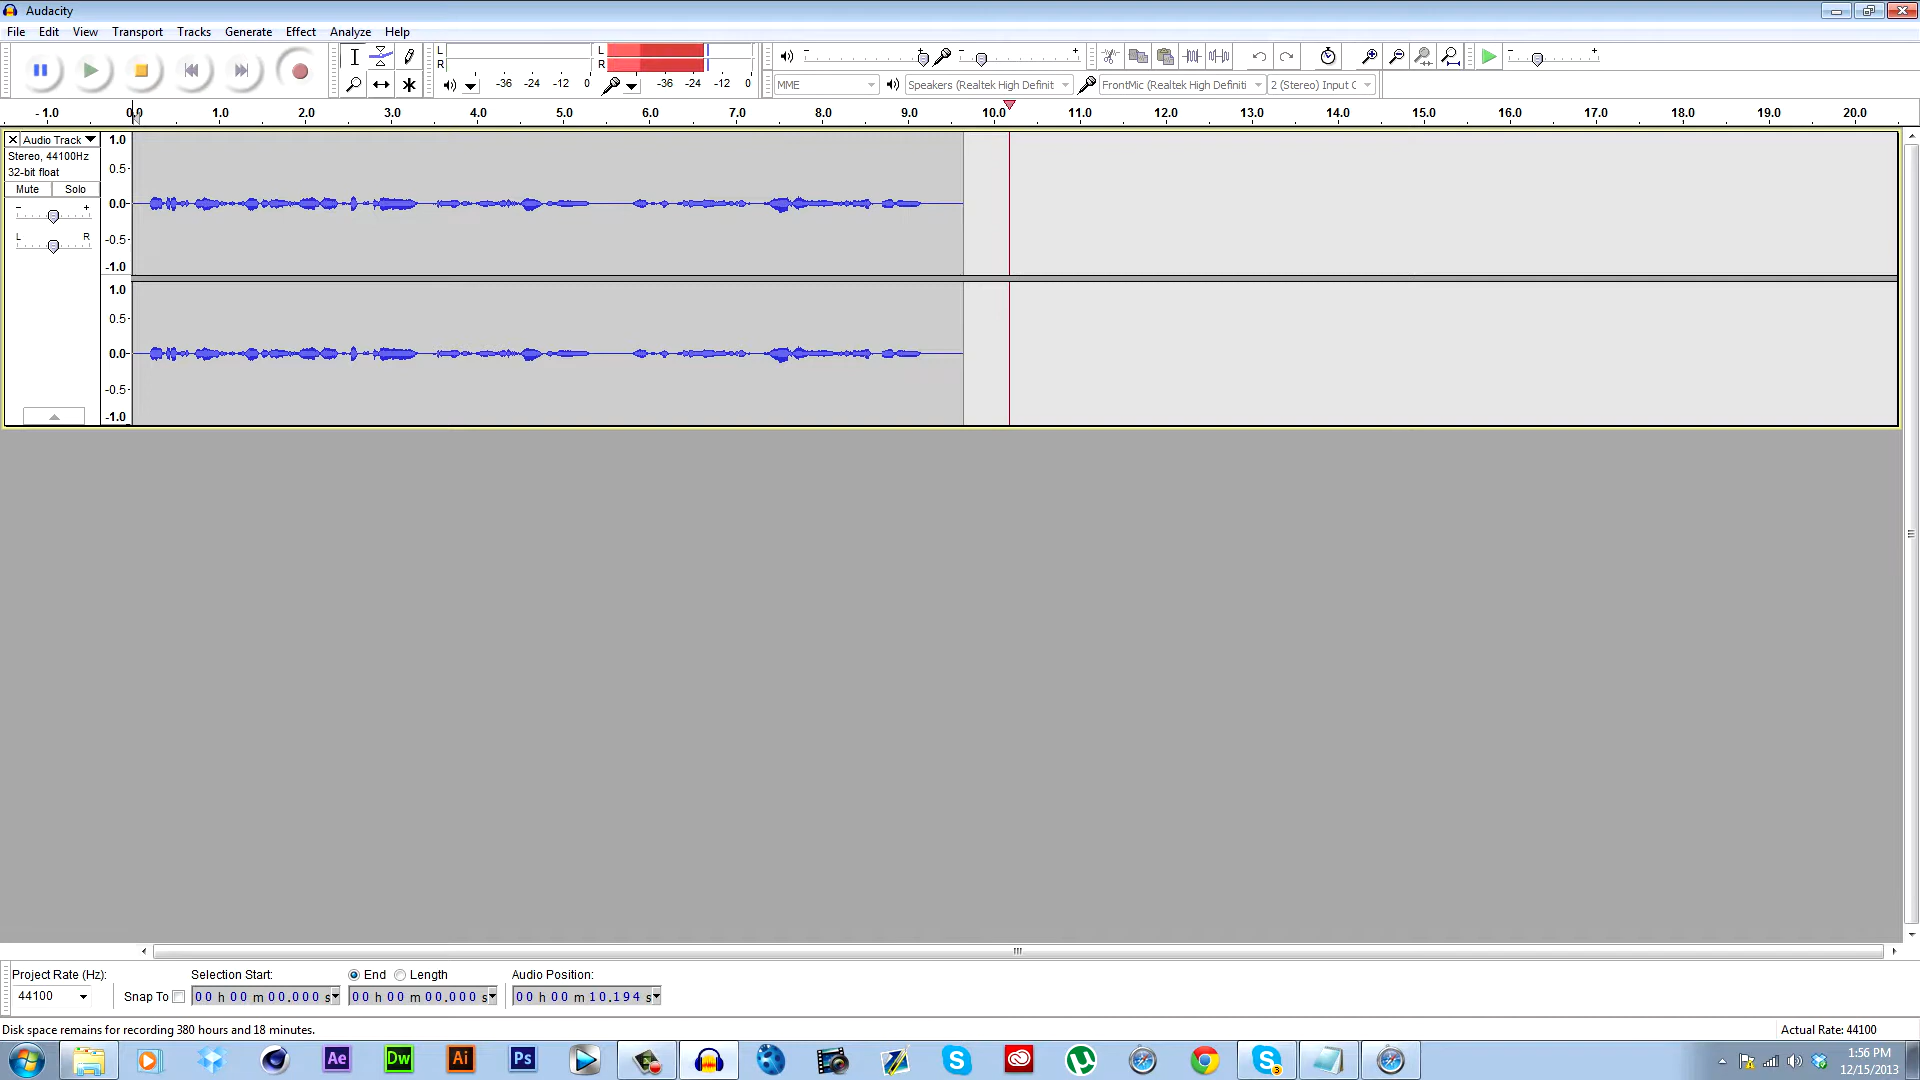 Audacity
File Edit View Transport Tracks Generate Effect Analyze Help
L
R
-36 -24 -12 0
L
R
-36 -24 -12 0
MME
Speakers (Realtek High Definit
FrontMic (Realtek High Definiti
2 (Stereo) Input C
- 1.0 0.0 1.0 2.0 3.0 4.0 5.0 6.0 7.0 8.0 9.0 10.0 11.0 12.0 13.0 14.0 15.0 16.0 17.0 18.0 19.0 20.0
Audio Track
Stereo, 44100Hz
32-bit float
Mute Solo
- +
L R
1.0
0.5-
0.0-
-0.5-
-1.0
1.0
0.5-
0.0-
-0.5-
-1.0
Project Rate (Hz):
44100
Snap To
Selection Start:
00 h 00 m 00.000 s
End Length
00 h 00 m 00.000 s
Audio Position:
00 h 00 m 10.194 s
Disk space remains for recording 380 hours and 18 minutes.
Actual Rate: 44100
Ae Dw Ai Ps
S
S 3
1:56 PM
12/15/2013